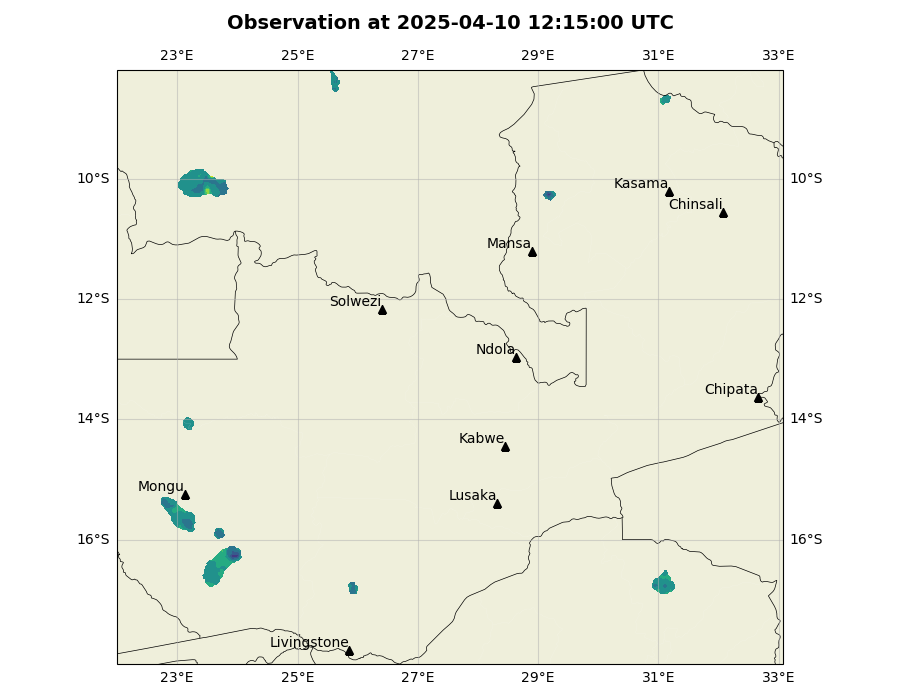 Observation at 2025-04-10 12:15:00 UTC
23°E 25°E 27°E 29°E 31°E 33°E
10°S 10°S
Kasama
Chinsali
Mansa
12°S 12°S
Solwezi
Ndola
Chipata
14°S 14°S
Kabwe
Mongu
Lusaka
16°S 16°S
Livingstone
23°E 25°E 27°E 29°E 31°E 33°E